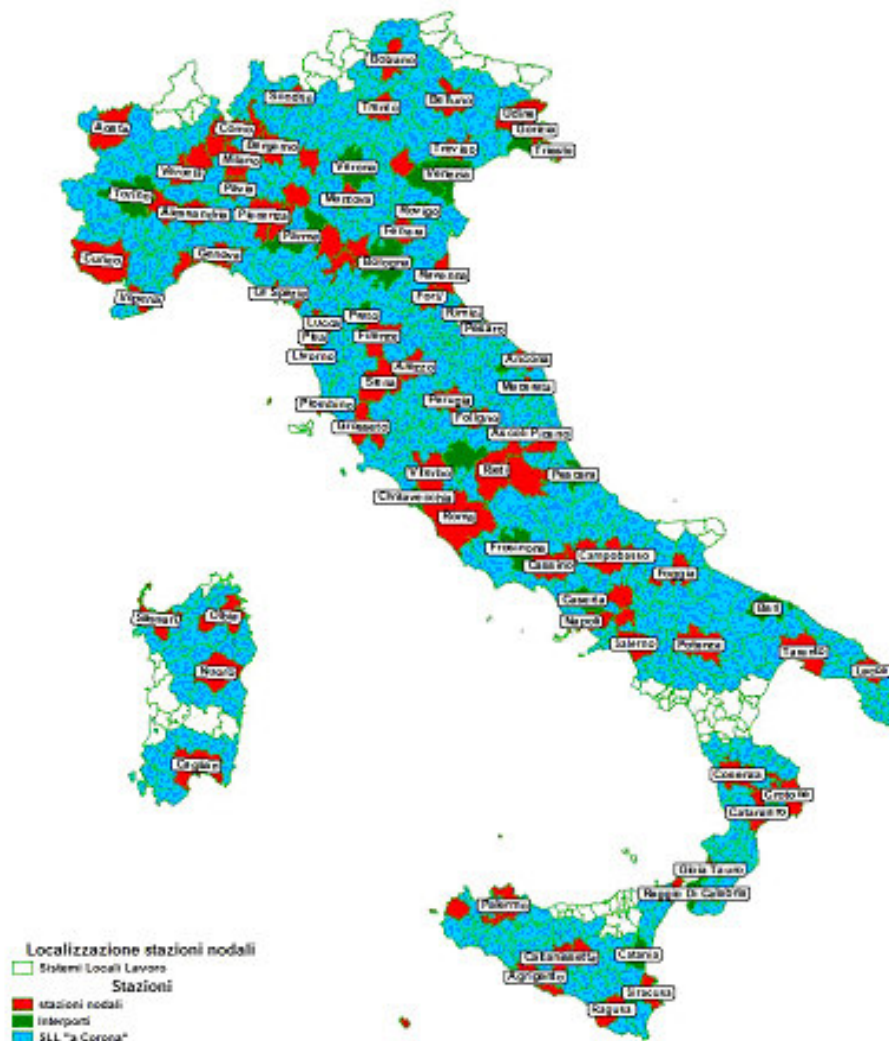 Bolzano
Sondrio
Trento
Belluno
Udine
Gorizia
Trieste
Aosta
Como
Bergamo
Milano
Vercelli
Treviso
Verona
Venezia
Torino
Pavia
Mantova
Rovigo
Alessandria
Piacenza
Parma
Ferrara
Cuneo
Genova
Bologna
Ravenna
Imperia
La Spezia
Forlì
Lucca
Prato
Rimini
Pisa
Firenze
Pesaro
Livorno
Arezzo
Ancona
Siena
Macerata
Piombino
Perugia
Foligno
Grosseto
Ascoli Piceno
Viterbo
Rieti
Pescara
Civitavecchia
Roma
Frosinone
Cassino
Campobasso
Foggia
Caserta
Bari
Napoli
Sassari
Olbia
Salerno
Potenza
Taranto
Nuoro
Cagliari
Cosenza
Crotone
Catanzaro
Gioia Tauro
Reggio Di Calabria
Palermo
Caltanissetta
Catania
Agrigento
Siracusa
Ragusa
Localizzazione stazioni nodali
Sistemi Locali Lavoro
Stazioni
stazioni nodali
Interporti
SLL "a Corona"